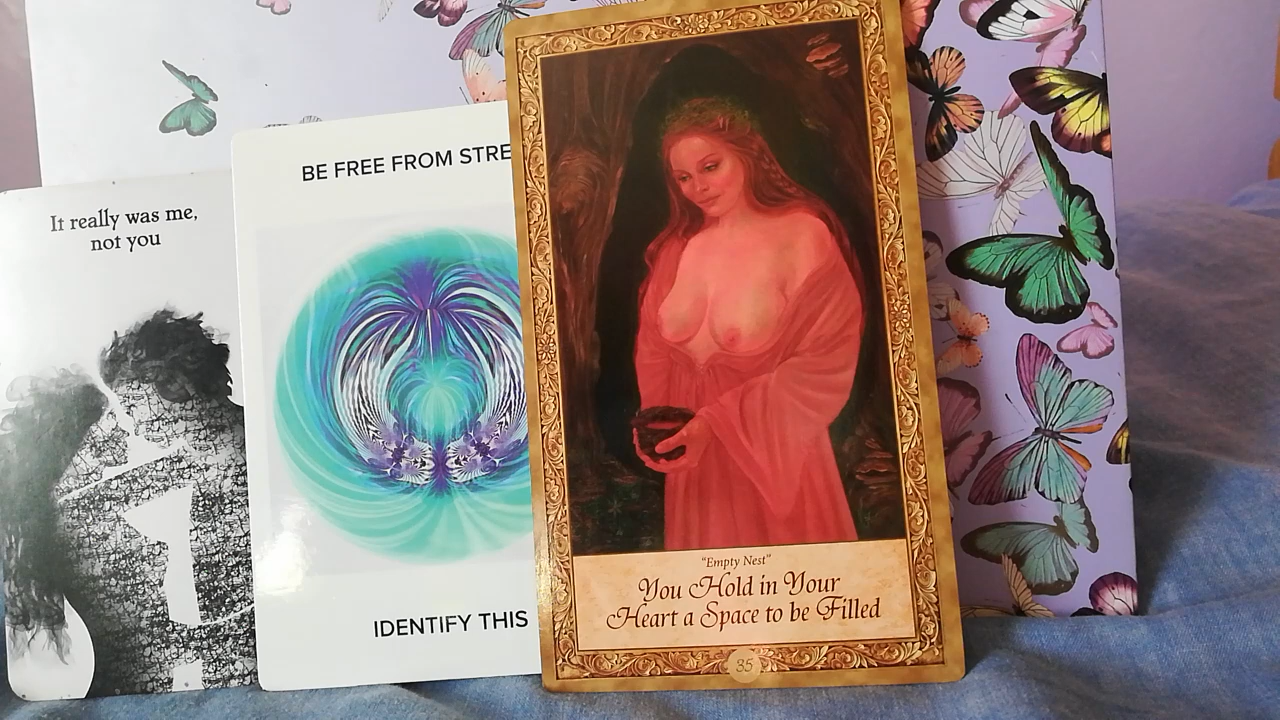 It really was me,
not you
BE FREE FROM STRE
IDENTIFY THIS
"Empty Nest"
You Hold in Your
Heart a Space to be Filled
35